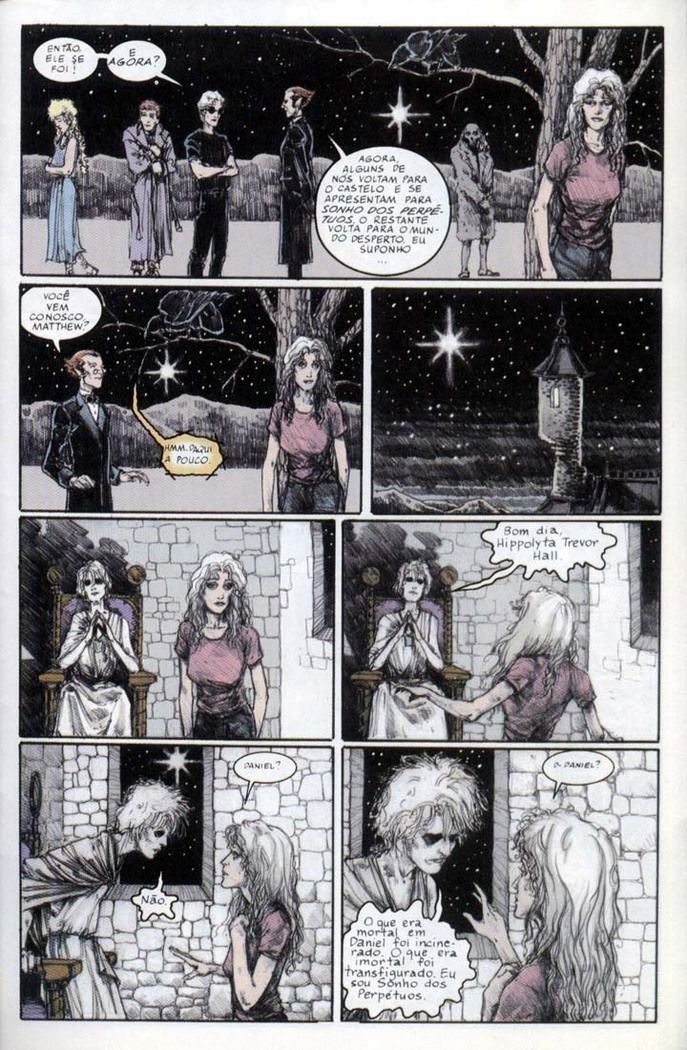 ENTÃO,
ELE SE
FOI!
E
AGORA?
AGORA,
ALGUNS DE
NÓS VOLTAM PARA
O CASTELO E SE
APRESENTAM PARA
SONHO DOS PERPÉ-
TUOS. O RESTANTE
VOLTA PARA O MUN-
DO DESPERTO, EU
SUPONHO
...
VOCÊ
VEM
CONOSCO,
MATTHEW?
HMM. DAQUI
A POUCO.
Bom dia,
Hippolyta Trevor
Hall.
DANIEL?
Não.
D-DANIEL?
O que era
mortal em
Daniel foi incine-
rado. O que era
imortal foi
transfigurado. Eu
sou Sonho dos
Perpétuos.